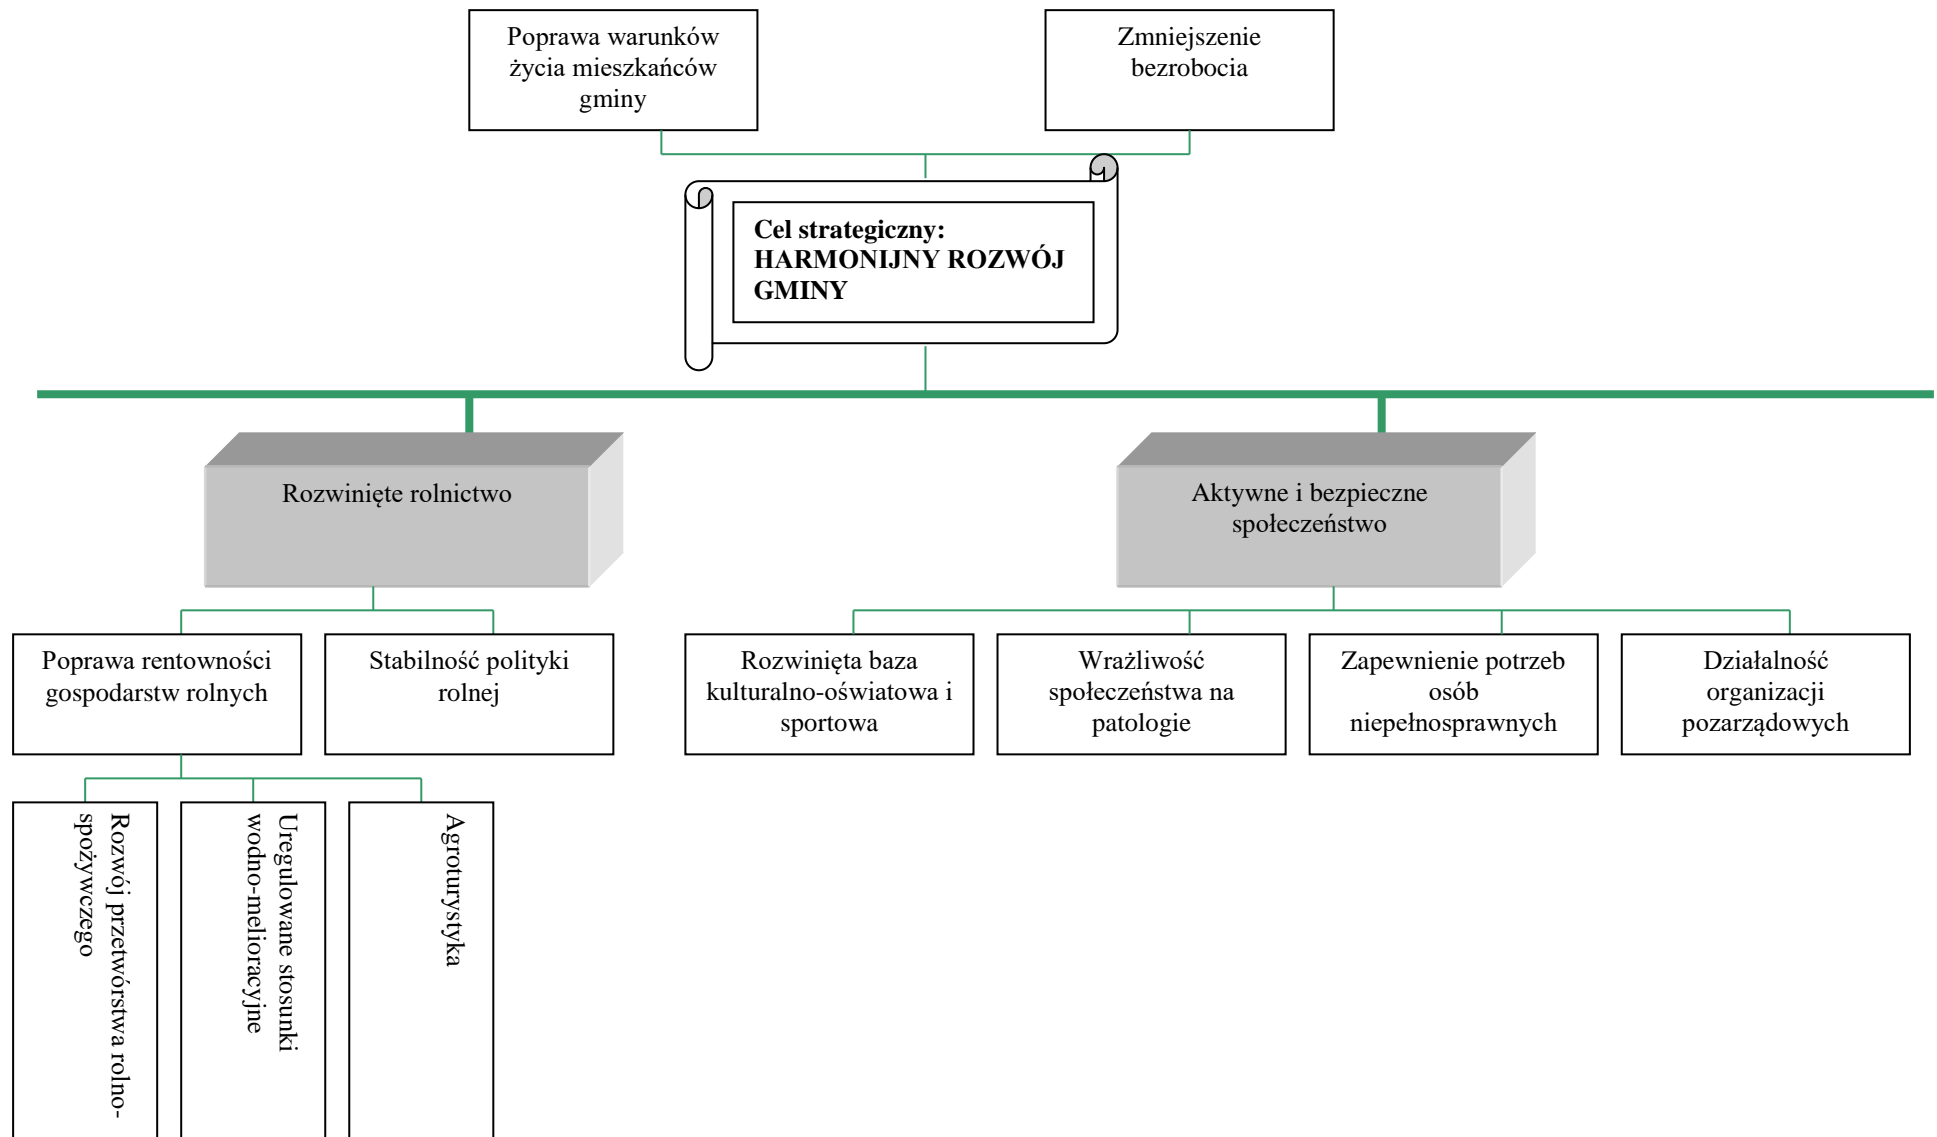 Poprawa warunków
życia mieszkańców
gminy
Zmniejszenie
bezrobocia
Cel strategiczny:
HARMONIJNY ROZWÓJ
GMINY
Rozwinięte rolnictwo
Aktywne i bezpieczne
społeczeństwo
Poprawa rentowności
gospodarstw rolnych
Stabilność polityki
rolnej
Rozwinięta baza
kulturalno-oświatowa i
sportowa
Wrażliwość
społeczeństwa na
patologie
Zapewnienie potrzeb
osób
niepełnosprawnych
Działalność
organizacji
pozarządowych
Rozwój przetwórstwa rolno-
spożywczego
Uregulowane stosunki
wodno-melioracyjne
Agroturystyka